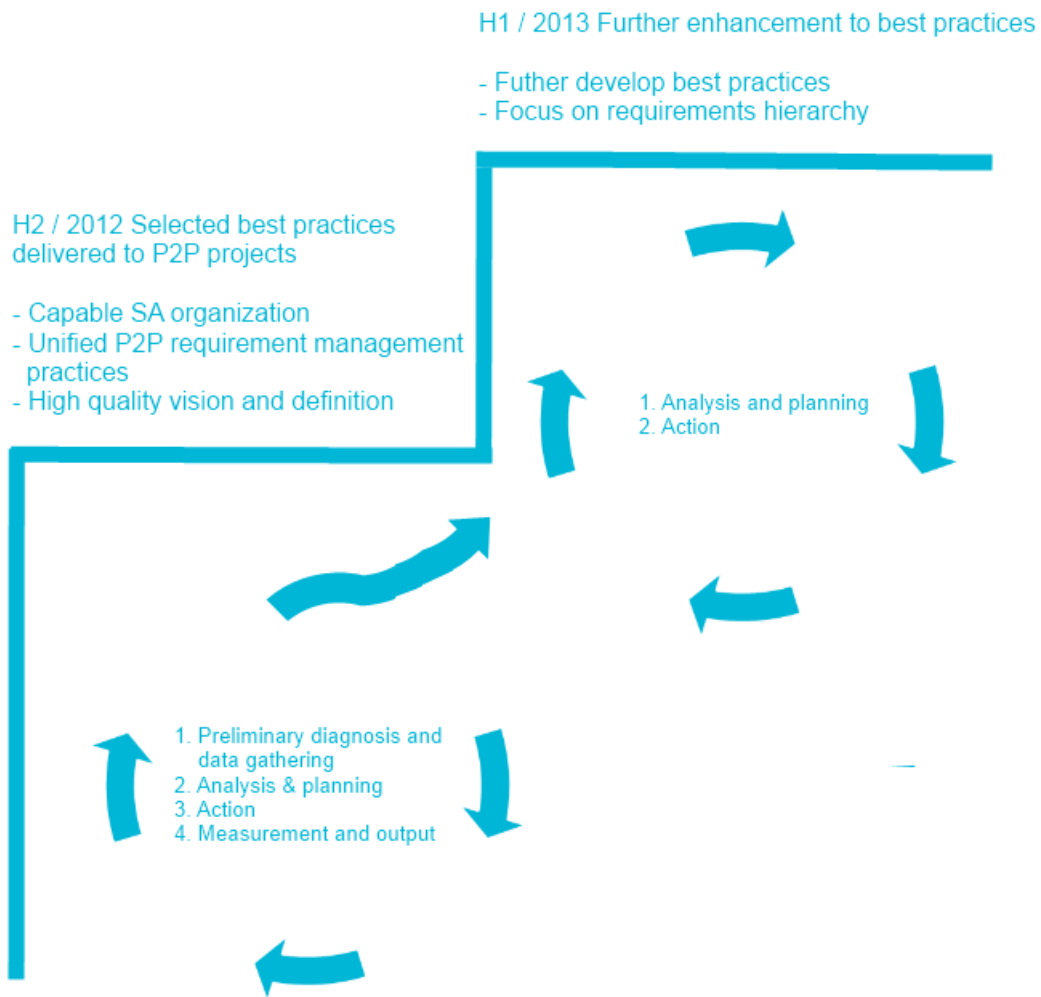 H1 / 2013 Further enhancement to best practices
- Futher develop best practices
- Focus on requirements hierarchy
H2 / 2012 Selected best practices
delivered to P2P projects
- Capable SA organization
- Unified P2P requirement management
practices
- High quality vision and definition
1. Analysis and planning
2. Action
1. Preliminary diagnosis and
data gathering
2. Analysis & planning
3. Action
4. Measurement and output